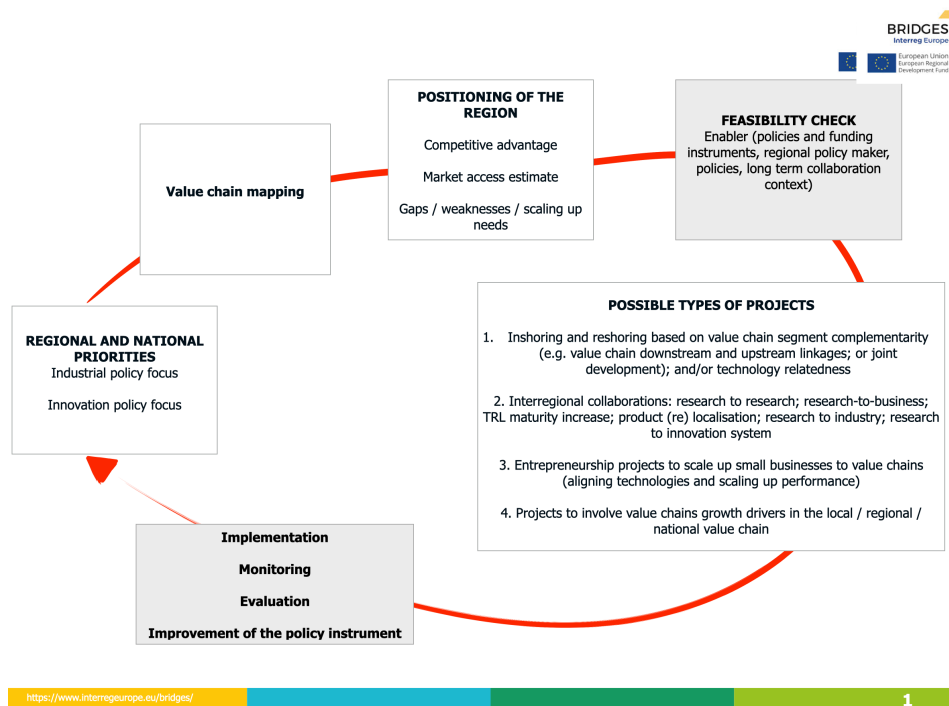 BRIDGES
Interreg Europe
European Union
European Regional
Development Fund
POSITIONING OF THE
REGION
Competitive advantage
Market access estimate
Gaps / weaknesses / scaling up
needs
FEASIBILITY CHECK
Enabler (policies and funding
instruments, regional policy maker,
policies, long term collaboration
context)
Value chain mapping
REGIONAL AND NATIONAL
PRIORITIES
Industrial policy focus
Innovation policy focus
POSSIBLE TYPES OF PROJECTS
1. Inshoring and reshoring based on value chain segment complementarity
(e.g. value chain downstream and upstream linkages; or joint
development); and/or technology relatedness
2. Interregional collaborations: research to research; research-to-business;
TRL maturity increase; product (re) localisation; research to industry; research
to innovation system
3. Entrepreneurship projects to scale up small businesses to value chains
(aligning technologies and scaling up performance)
4. Projects to involve value chains growth drivers in the local / regional /
national value chain
Implementation
Monitoring
Evaluation
Improvement of the policy instrument
https://www.interregeurope.eu/bridges/
1